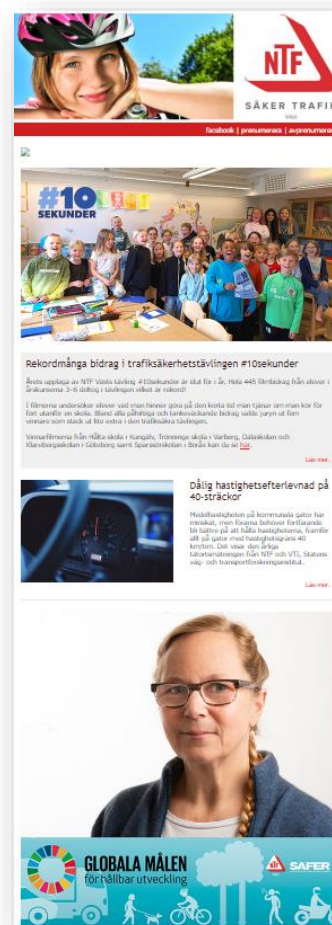 NTF
SÄKER TRAFIK
VÄST
facebook | prenumerera | avprenumerera
#10
SEKUNDER
Rekordmånga bidrag i trafiksäkerhetstävlingen #10sekunder
Årets upplaga av NTF Västs tävling #10sekunder är slut för i år. Hela 445 filmbidrag från elever i
årskurserna 3-6 deltog i tävlingen vilket är rekord!
I filmerna undersöker elever vad man hinner göra på den korta tid man tjänar om man kör för
fort utanför en skola. Bland alla påhittiga och tankeväckande bidrag valde juryn ut fem
vinnare som stack ut lite extra i den trafiksäkra tävlingen.
Vinnarfilmerna från Hålta skola i Kungälv, Trönninge skola i Varberg, Dalaskolan och
Klarebergsskolan i Göteborg samt Sparsörskolan i Borås kan du se här.
Läs mer..
Dålig hastighetsefterlevnad på
40-sträckor
Medelhastigheten på kommunala gator har
minskat, men förarna behöver fortfarande
bli bättre på att hålla hastigheterna, framför
allt på gator med hastighetsgräns 40
km/tim. Det visar den årliga
tätortsmätningen från NTF och VTI, Statens
väg- och transportforskningsinstitut.
Läs mer..
GLOBALA MÅLEN
för hållbar utveckling
SAFER